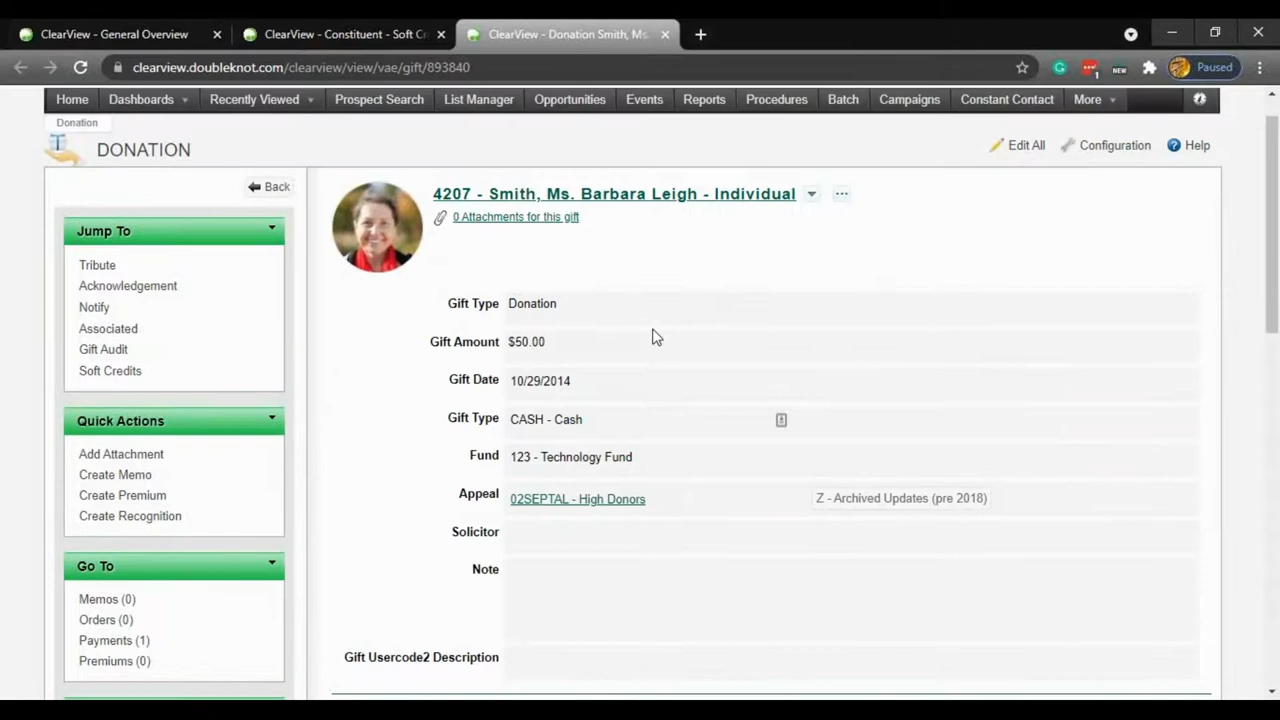 ClearView - General Overview
ClearView - Constituent - Soft Cr
ClearView - Donation Smith, Ms.
clearview.doubleknot.com/clearview/view/vae/gift/893840
1
NEW
Paused
Home
Dashboards
Recently Viewed
Prospect Search
List Manager
Opportunities
Events
Reports
Procedures
Batch
Campaigns
Constant Contact
More
Donation
DONATION
Edit All
Configuration
Help
Back
Jump To
Tribute
Acknowledgement
Notify
Associated
Gift Audit
Soft Credits
Quick Actions
Add Attachment
Create Memo
Create Premium
Create Recognition
Go To
Memos (0)
Orders (0)
Payments (1)
Premiums (0)
4207 - Smith, Ms. Barbara Leigh - Individual
0 Attachments for this gift
Gift Type Donation
Gift Amount $50.00
Gift Date 10/29/2014
Gift Type CASH - Cash
Fund 123 - Technology Fund
Appeal 02SEPTAL - High Donors Z - Archived Updates (pre 2018)
Solicitor
Note
Gift Usercode2 Description